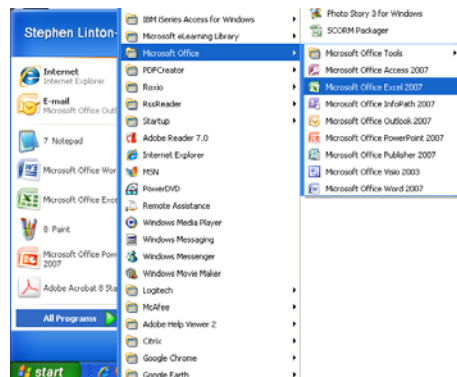 Stephen Linton-
Internet
Internet Explorer
E-mail
Microsoft Office Outl
7 Notepad
Microsoft Office Wor
Microsoft Office Exce
8 Paint
Microsoft Office Powe
2007
Adobe Acrobat 8 Sta
All Programs
start
IBM iSeries Access for Windows
Microsoft eLearning Library
Microsoft Office
PDFCreator
Roxio
RssReader
Startup
Adobe Reader 7.0
Internet Explorer
MSN
PowerDVD
Remote Assistance
Windows Media Player
Windows Messaging
Windows Messenger
Windows Movie Maker
Logitech
McAfee
Adobe Help Viewer 2
Citrix
Google Chrome
Google Earth
Photo Story 3 for Windows
SCORM Packager
Microsoft Office Tools
Microsoft Office Access 2007
Microsoft Office Excel 2007
Microsoft Office InfoPath 2007
Microsoft Office Outlook 2007
Microsoft Office PowerPoint 2007
Microsoft Office Publisher 2007
Microsoft Office Visio 2003
Microsoft Office Word 2007